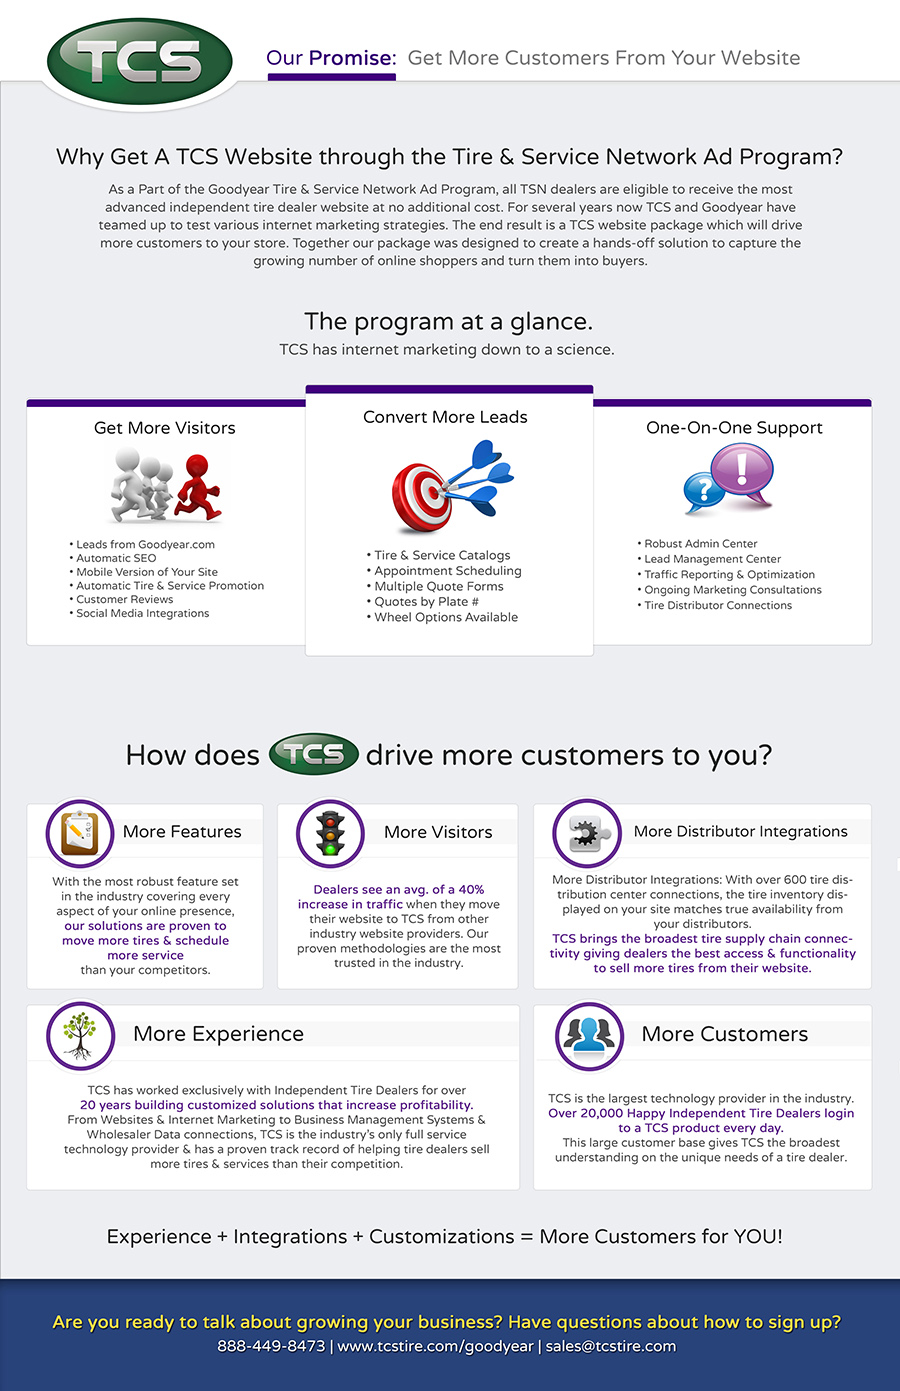 TCS
Our Promise: Get More Customers From Your Website
Why Get A TCS Website through the Tire & Service Network Ad Program?
As a Part of the Goodyear Tire & Service Network Ad Program, all TSN dealers are eligible to receive the most
advanced independent tire dealer website at no additional cost. For several years now TCS and Goodyear have
teamed up to test various internet marketing strategies. The end result is a TCS website package which will drive
more customers to your store. Together our package was designed to create a hands-off solution to capture the
growing number of online shoppers and turn them into buyers.
The program at a glance.
TCS has internet marketing down to a science.
Get More Visitors
• Leads from Goodyear.com
• Automatic SEO
• Mobile Version of Your Site
• Automatic Tire & Service Promotion
• Customer Reviews
• Social Media Integrations
Convert More Leads
• Tire & Service Catalogs
• Appointment Scheduling
• Multiple Quote Forms
• Quotes by Plate #
• Wheel Options Available
One-On-One Support
? !
• Robust Admin Center
• Lead Management Center
• Traffic Reporting & Optimization
• Ongoing Marketing Consultations
• Tire Distributor Connections
How does TCS drive more customers to you?
More Features
With the most robust feature set
in the industry covering every
aspect of your online presence,
our solutions are proven to
move more tires & schedule
more service
than your competitors.
More Visitors
Dealers see an avg. of a 40%
increase in traffic when they move
their website to TCS from other
industry website providers. Our
proven methodologies are the most
trusted in the industry.
More Distributor Integrations
More Distributor Integrations: With over 600 tire dis-
tribution center connections, the tire inventory dis-
played on your site matches true availability from
your distributors.
TCS brings the broadest tire supply chain connec-
tivity giving dealers the best access & functionality
to sell more tires from their website.
More Experience
TCS has worked exclusively with Independent Tire Dealers for over
20 years building customized solutions that increase profitability.
From Websites & Internet Marketing to Business Management Systems &
Wholesaler Data connections, TCS is the industry's only full service
technology provider & has a proven track record of helping tire dealers sell
more tires & services than their competition.
More Customers
TCS is the largest technology provider in the industry.
Over 20,000 Happy Independent Tire Dealers login
to a TCS product every day.
This large customer base gives TCS the broadest
understanding on the unique needs of a tire dealer.
Experience + Integrations + Customizations = More Customers for YOU!
Are you ready to talk about growing your business? Have questions about how to sign up?
888-449-8473 | www.tcstire.com/goodyear | sales@tcstire.com